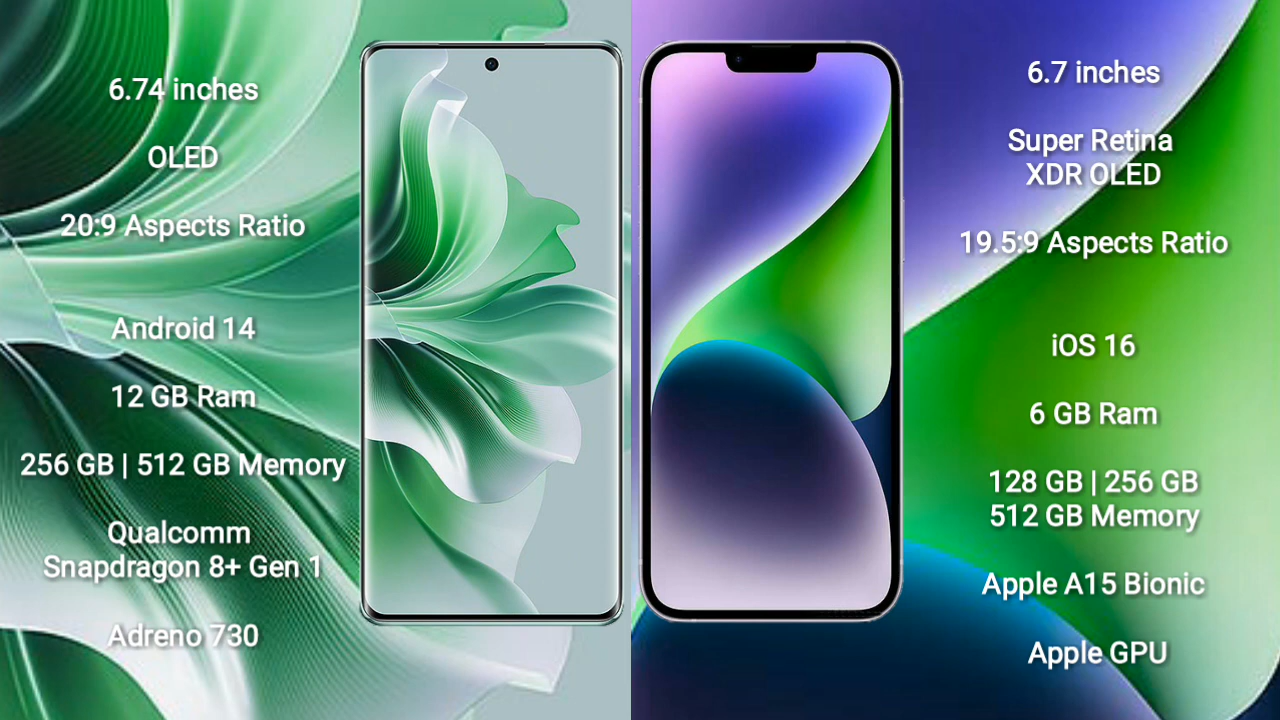 6.74 inches
OLED
20:9 Aspects Ratio
Android 14
12 GB Ram
256 GB | 512 GB Memory
Qualcomm
Snapdragon 8+ Gen 1
Adreno 730
6.7 inches
Super Retina
XDR OLED
19.5:9 Aspects Ratio
iOS 16
6 GB Ram
128 GB | 256 GB
512 GB Memory
Apple A15 Bionic
Apple GPU